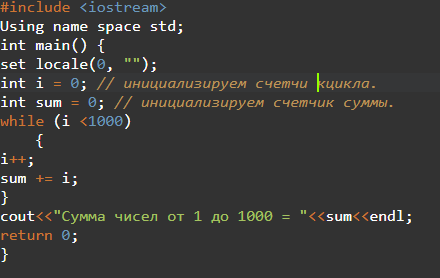 #include <iostream>
Using name space std;
int main() {
set locale(0, "");
int i = 0; // инициализируем счетчи кцикла.
int sum = 0; // инициализируем счетчик суммы.
while (i <1000)
{
i++;
sum += i;
}
cout<<"Сумма чисел от 1 до 1000 = "<<sum<<endl;
return 0;
}